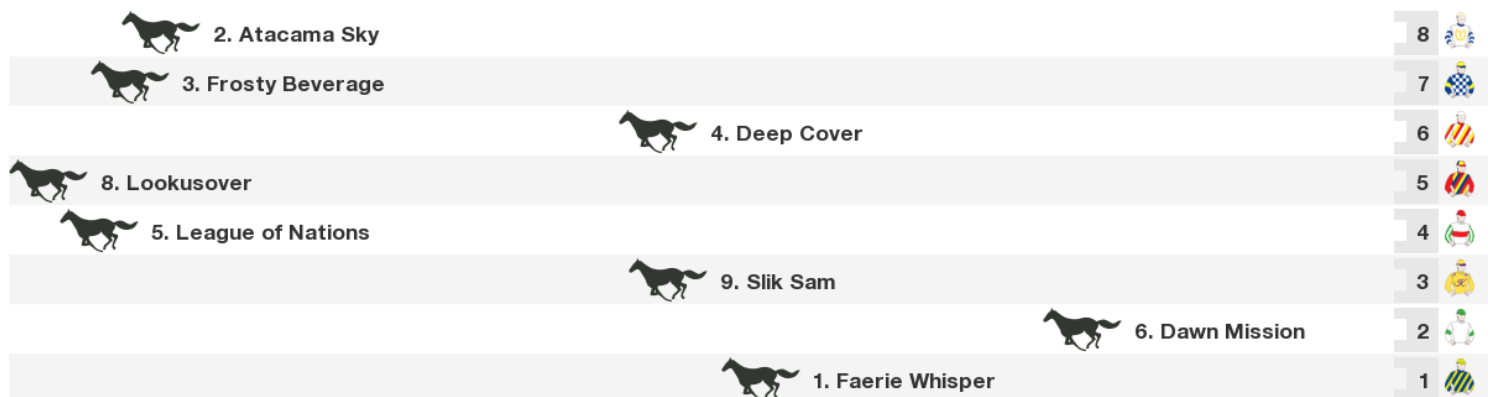 2. Atacama Sky 8
3. Frosty Beverage 7
4. Deep Cover 6
8. Lookusover 5
5. League of Nations 4
9. Slik Sam 3
6. Dawn Mission 2
1. Faerie Whisper 1